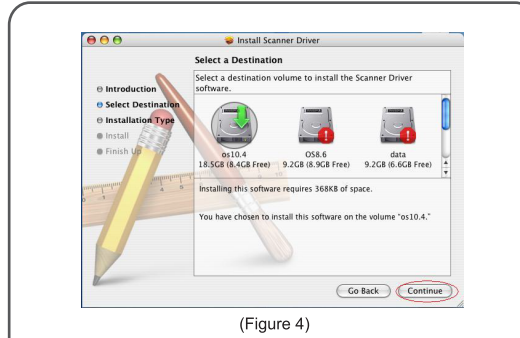 Install Scanner Driver
Select a Destination
Introduction
Select Destination
Installation Type
Install
Finish Up
Select a destination volume to install the Scanner Driver
software.
os10.4
18.5GB (8.4GB Free)
OS8.6
9.2GB (8.9GB Free)
data
9.2GB (6.6GB Free)
Installing this software requires 368KB of space.
You have chosen to install this software on the volume "os10.4."
Go Back
Continue
(Figure 4)